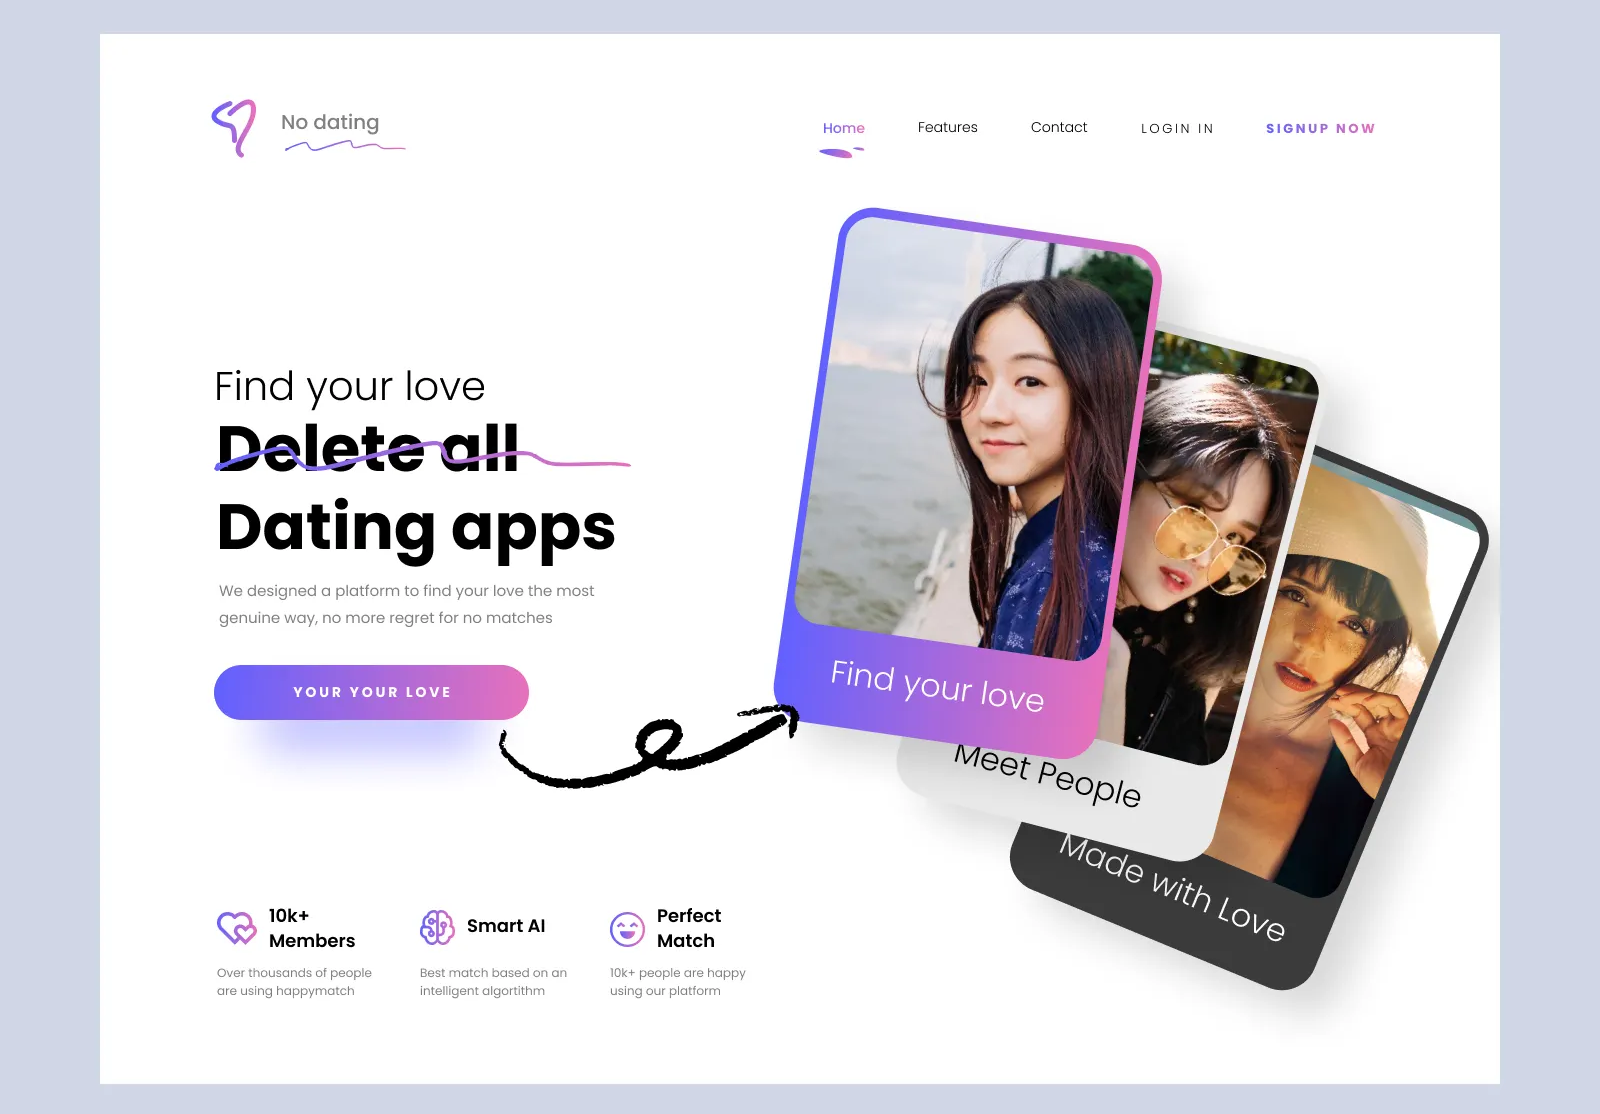 No dating
Home
Features
Contact
LOGIN IN
SIGNUP NOW
Find your love
Delete all
Dating apps
We designed a platform to find your love the most
genuine way, no more regret for no matches
YOUR YOUR LOVE
Find your love
Meet People
Made with Love
10k+
Members
Over thousands of people
are using happymatch
Smart AI
Best match based on an
intelligent algortithm
Perfect
Match
10k+ people are happy
using our platform